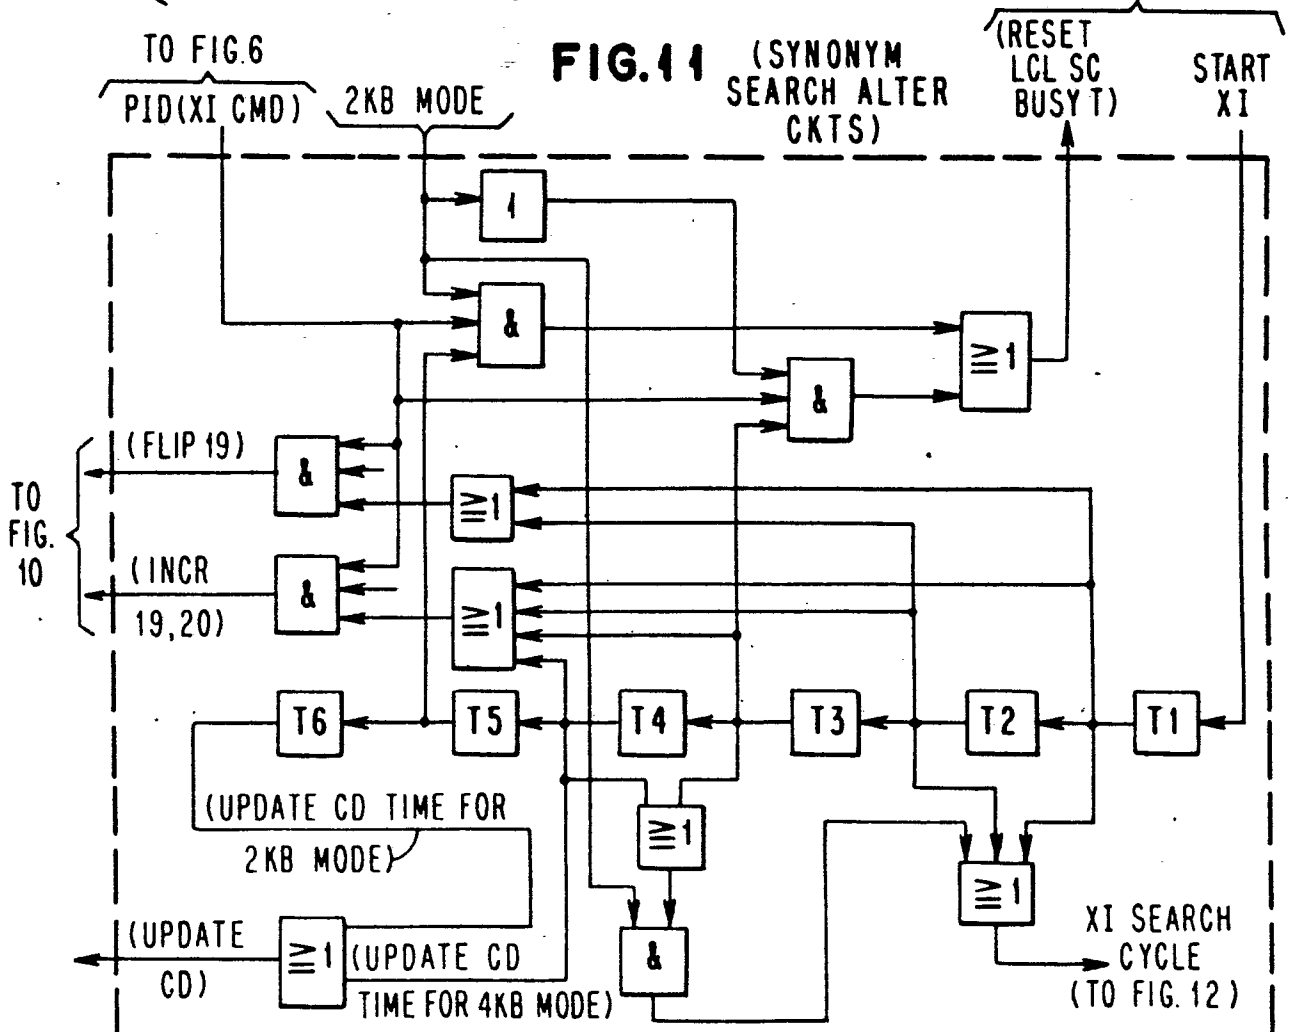 TO FIG.6
PID(XI CMD)
2KB MODE
FIG.11
(SYNONYM
SEARCH ALTER
CKTS)
(RESET
LCL SC
BUSY T)
START
XI
1
&
≧1
&
(FLIP 19)
&
≧1
TO
FIG.
10
(INCR
19,20)
&
≧1
T6
T5
T4
T3
T2
T1
(UPDATE CD TIME FOR
2KB MODE)
≧1
≧1
(UPDATE
CD)
≧1
(UPDATE CD
TIME FOR 4KB MODE)
&
XI SEARCH
CYCLE
(TO FIG.12)